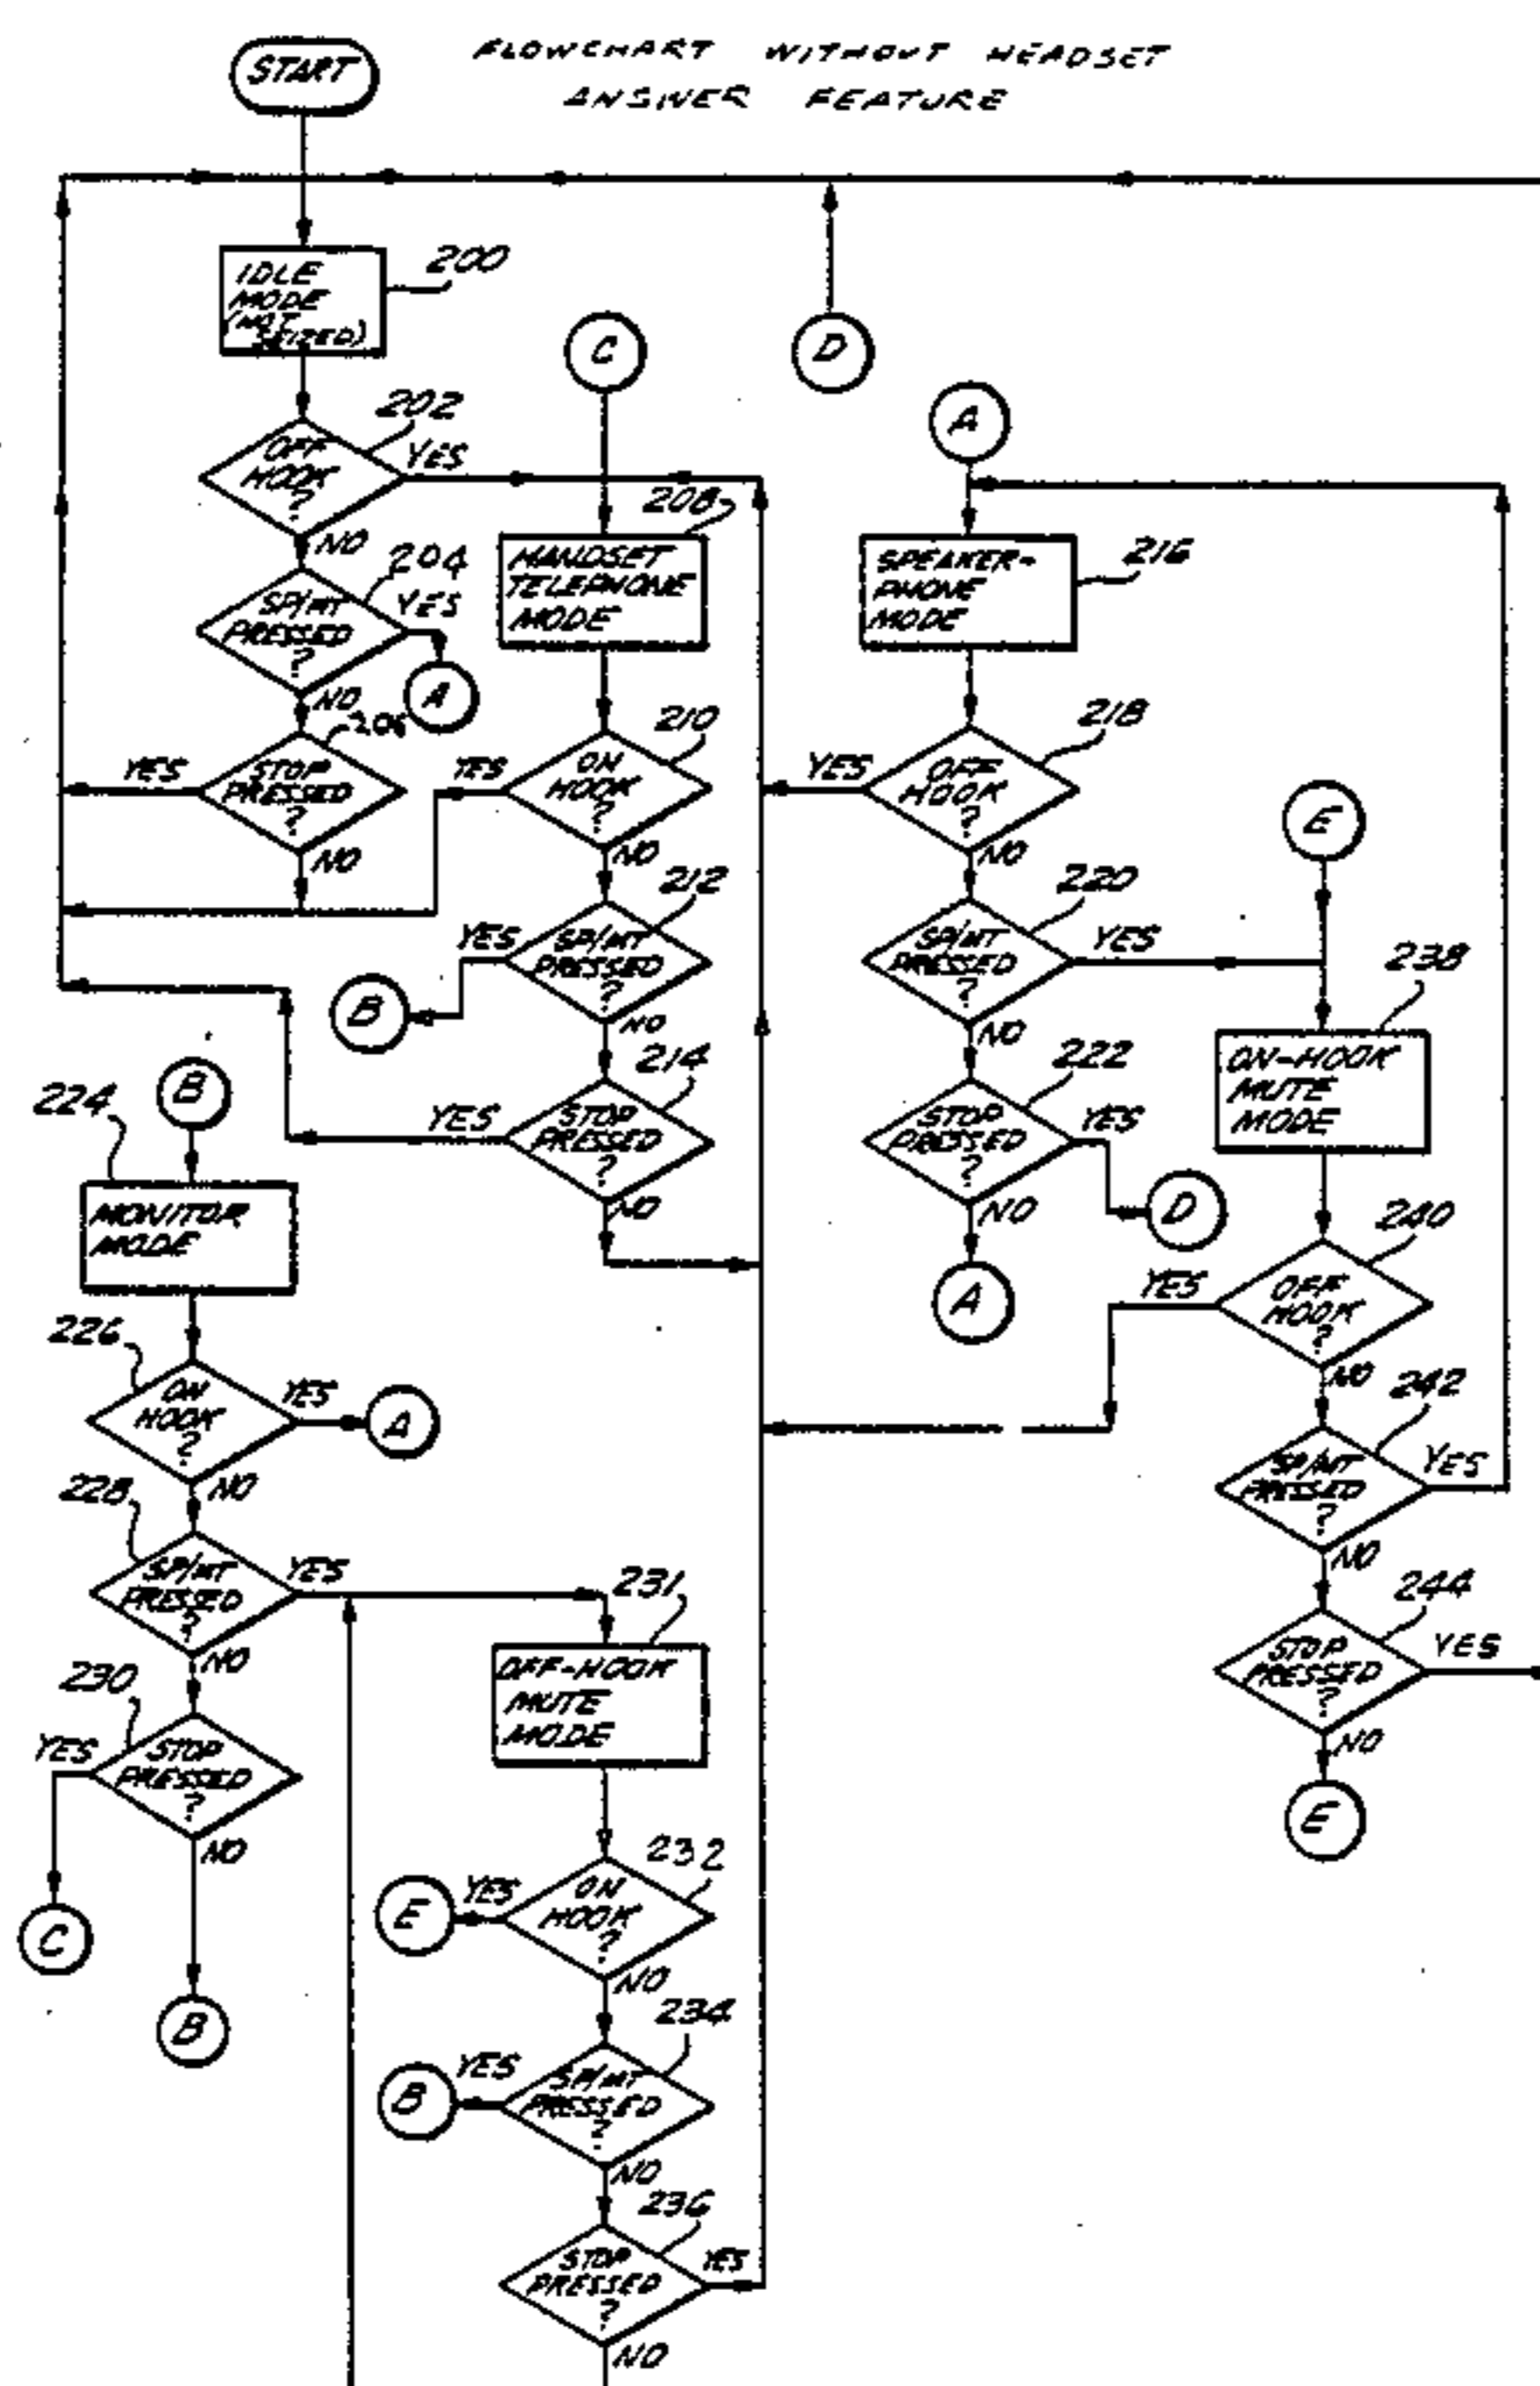 START
FLOWCHART WITHOUT HEADSET
ANSWER FEATURE
IDLE
MODE
(NOT
SEIZED)
200
C
D
A
OFF
HOOK
?
202
YES
NO
SP/MT
PRESSED
?
204
YES
A
NO
STOP
PRESSED
?
206
YES
NO
HANDSET
TELEPHONE
MODE
208
ON
HOOK
?
210
YES
NO
SP/MT
PRESSED
?
212
YES
B
NO
STOP
PRESSED
?
214
YES
NO
SPEAKER-
PHONE
MODE
216
OFF
HOOK
?
218
YES
NO
SP/MT
PRESSED
?
220
YES
NO
STOP
PRESSED
?
222
YES
D
NO
A
B
MONITOR
MODE
224
ON
HOOK
?
226
YES
A
NO
SP/MT
PRESSED
?
228
YES
NO
STOP
PRESSED
?
230
YES
C
NO
B
OFF-HOOK
MUTE
MODE
231
ON
HOOK
?
232
YES
E
NO
SP/MT
PRESSED
?
234
YES
B
NO
STOP
PRESSED
?
236
YES
NO
E
ON-HOOK
MUTE
MODE
238
OFF
HOOK
?
240
YES
NO
SP/MT
PRESSED
?
242
YES
NO
STOP
PRESSED
?
244
YES
NO
E